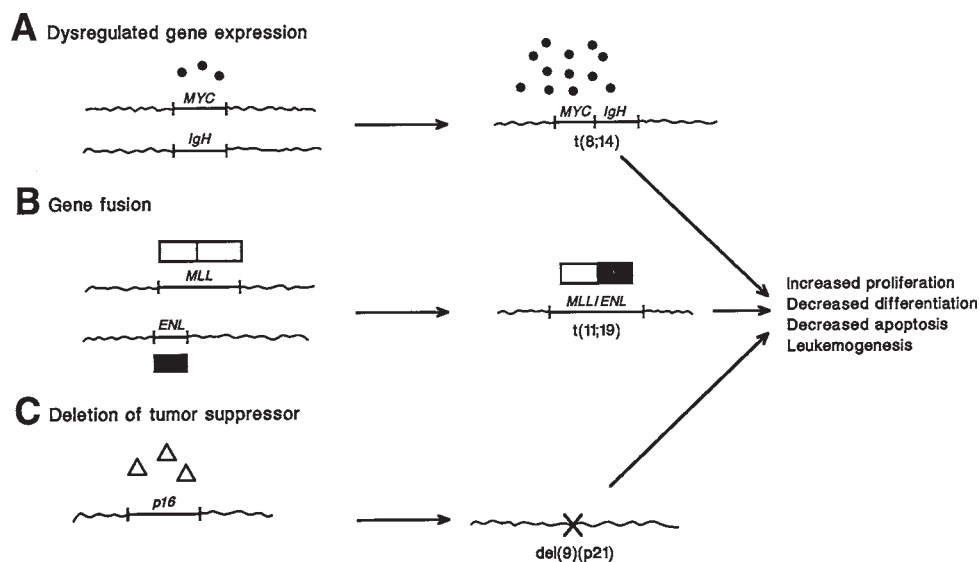 A Dysregulated gene expression
MYC
IgH
MYC IgH
t(8;14)
B Gene fusion
MLL
ENL
MLL/ENL
t(11;19)
Increased proliferation
Decreased differentiation
Decreased apoptosis
Leukemogenesis
C Deletion of tumor suppressor
p16
del(9)(p21)